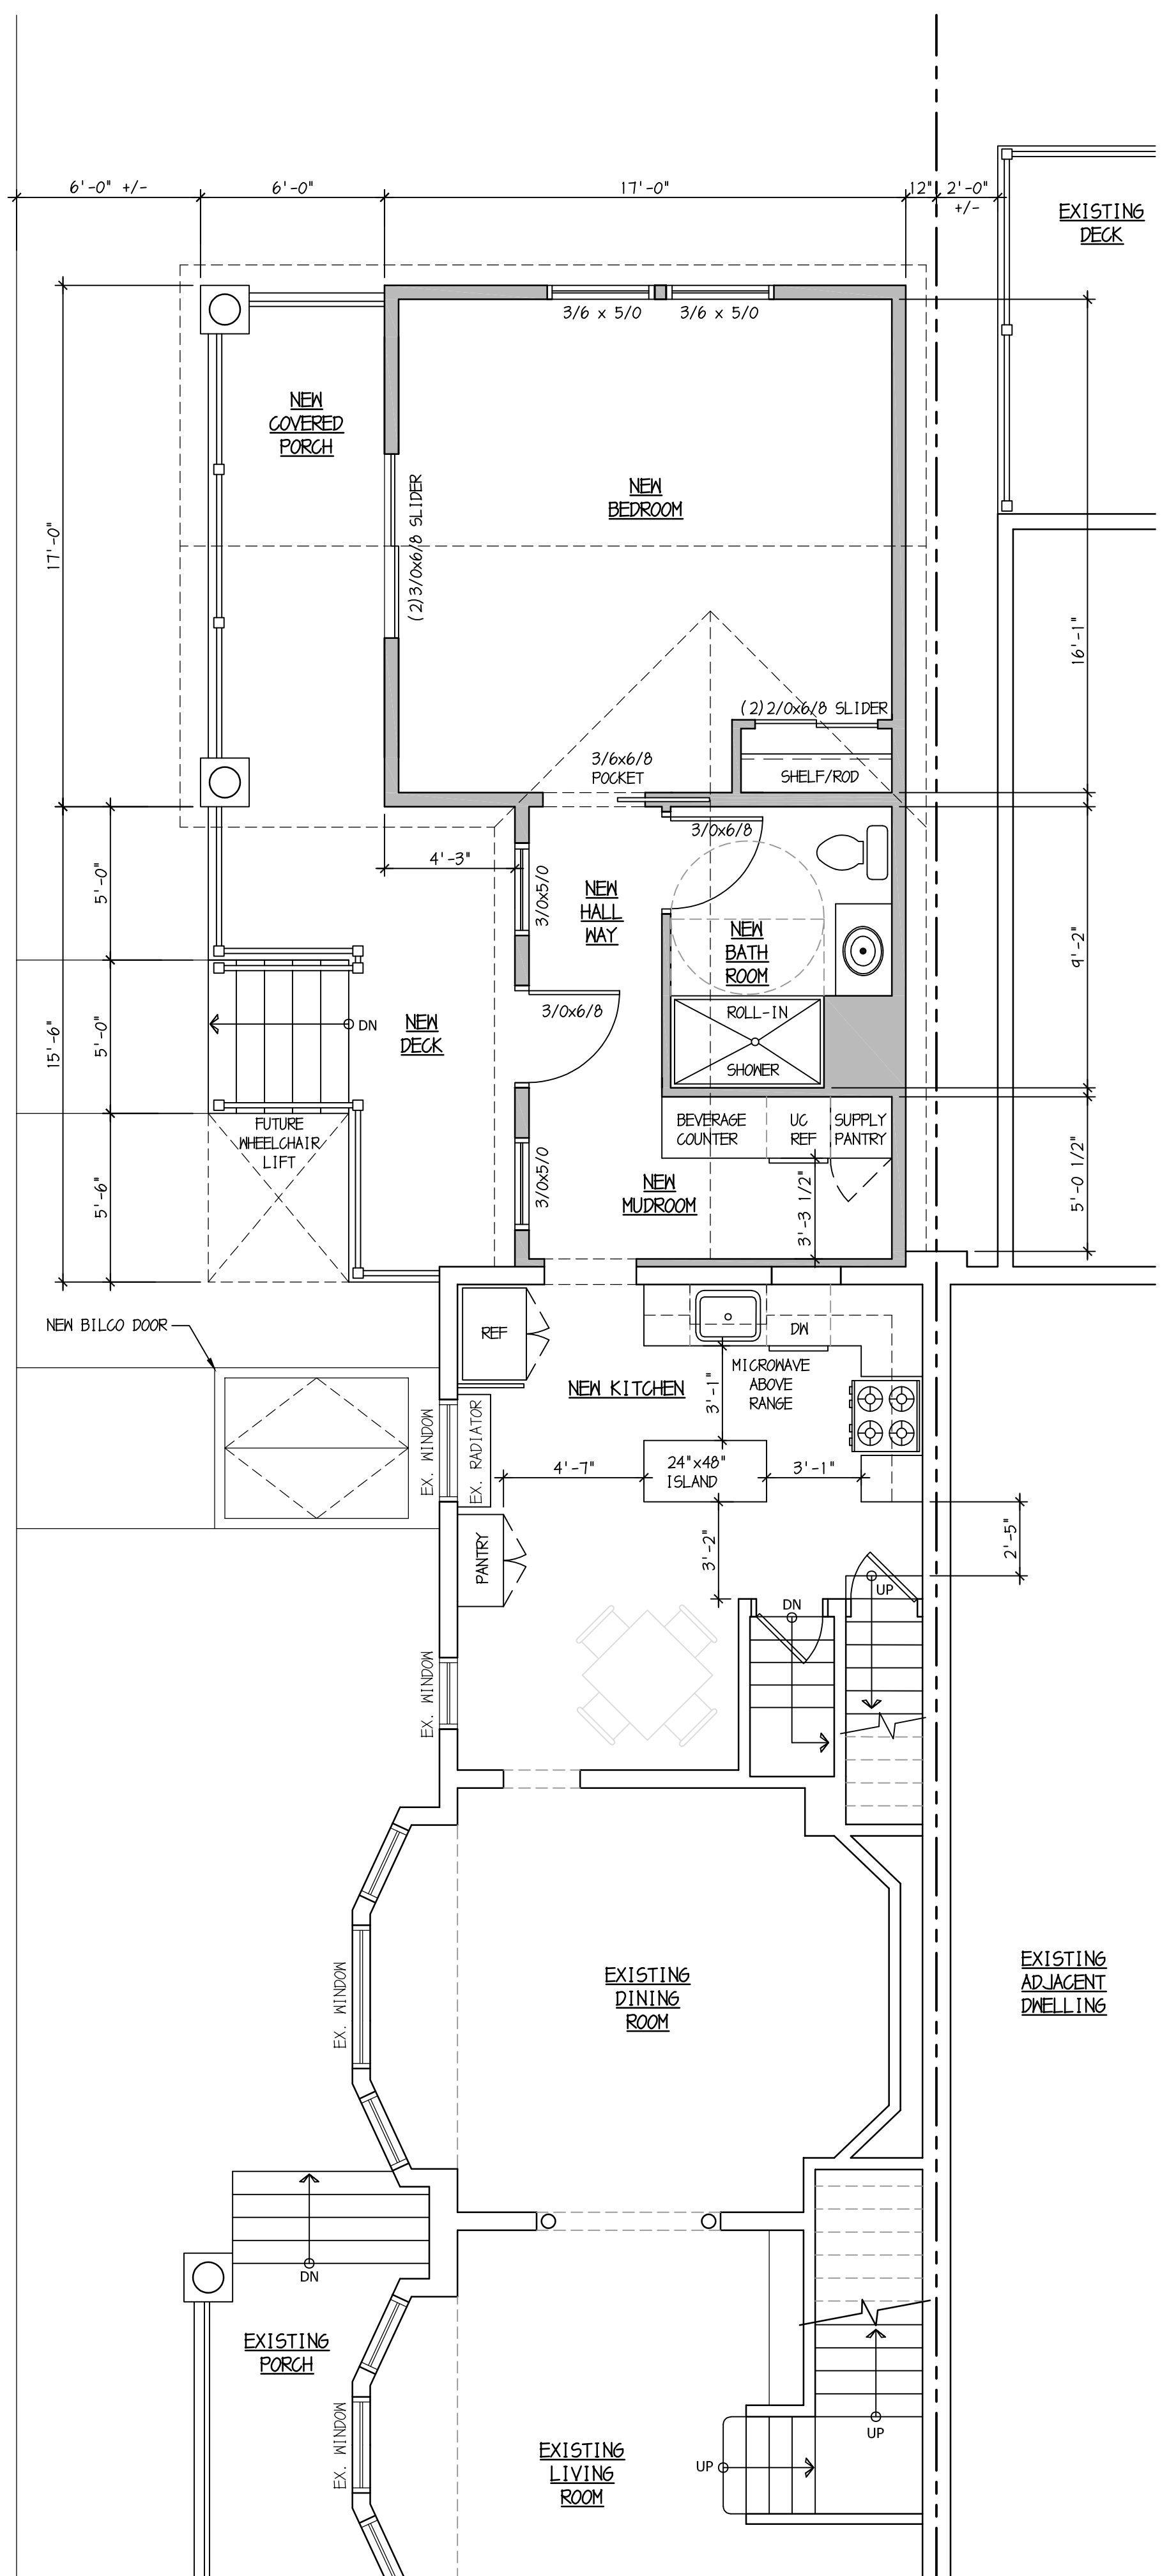 6'-0" +/-
6'-0"
17'-0"
12"
2'-0"
+/-
EXISTING
DECK
3/6 x 5/0
3/6 x 5/0
NEW
COVERED
PORCH
NEW
BEDROOM
(2)3/0x6/8 SLIDER
17'-0"
16'-1"
(2)2/0x6/8 SLIDER
3/6x6/8
POCKET
SHELF/ROD
3/0x6/8
4'-3"
5'-0"
3/0x5/0
NEW
HALL
WAY
NEW
BATH
ROOM
9'-2"
3/0x6/8
ROLL-IN
SHOWER
DN
NEW
DECK
5'-0"
15'-6"
FUTURE
WHEELCHAIR
LIFT
BEVERAGE
COUNTER
UC
REF
SUPPLY
PANTRY
5'-6"
3/0x5/0
NEW
MUDROOM
3'-3 1/2"
5'-0 1/2"
NEW BILCO DOOR
REF
DW
NEW KITCHEN
3'-1"
MICROWAVE
ABOVE
RANGE
EX. WINDOW
EX. RADIATOR
4'-7"
24"x48"
ISLAND
3'-1"
PANTRY
3'-2"
2'-5"
DN
UP
EX. WINDOW
EXISTING
DINING
ROOM
EX. WINDOW
EXISTING
ADJACENT
DWELLING
DN
EXISTING
PORCH
EX. WINDOW
EXISTING
LIVING
ROOM
UP
UP